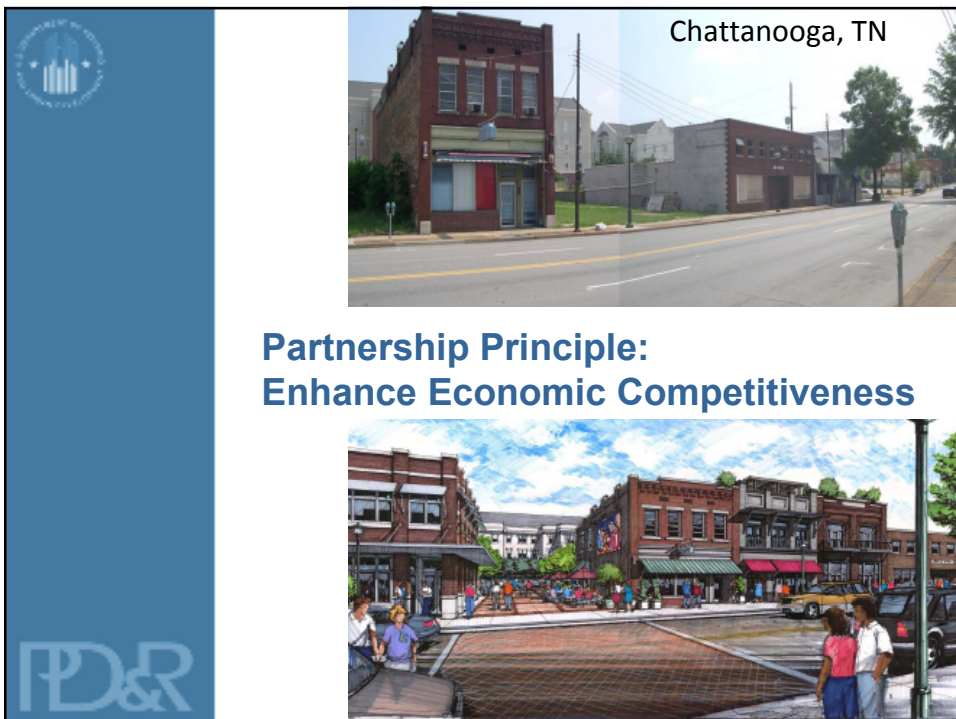 Chattanooga, TN
Partnership Principle:
Enhance Economic Competitiveness
PD&R